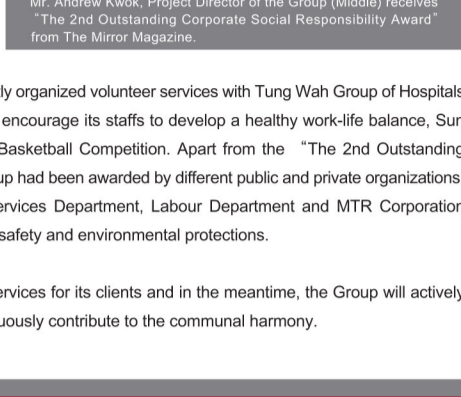 Mr. Andrew Kwok, Project Director of the Group (Middle) receives
“The 2nd Outstanding Corporate Social Responsibility Award”
from The Mirror Magazine.
tly organized volunteer services with Tung Wah Group of Hospitals
encourage its staffs to develop a healthy work-life balance, Sun
Basketball Competition. Apart from the “The 2nd Outstanding
up had been awarded by different public and private organizations
ervices Department, Labour Department and MTR Corporation
safety and environmental protections.
ervices for its clients and in the meantime, the Group will actively
uously contribute to the communal harmony.